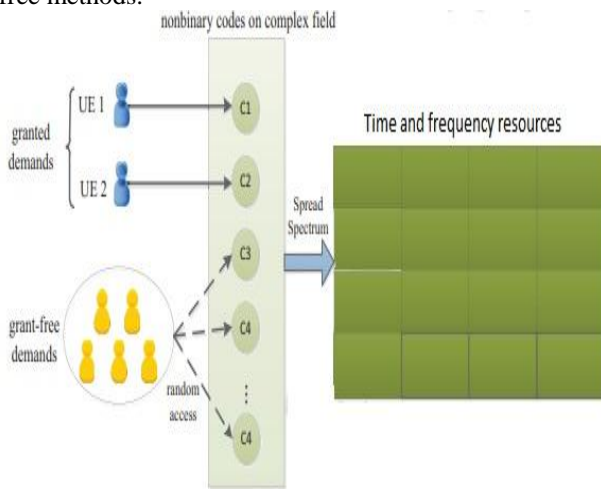 free methods.
nonbinary codes on complex field
UE 1
granted
demands
UE 2
C1
C2
C3
C4
⋮
C4
grant-free
demands
random
access
Spread
Spectrum
Time and frequency resources